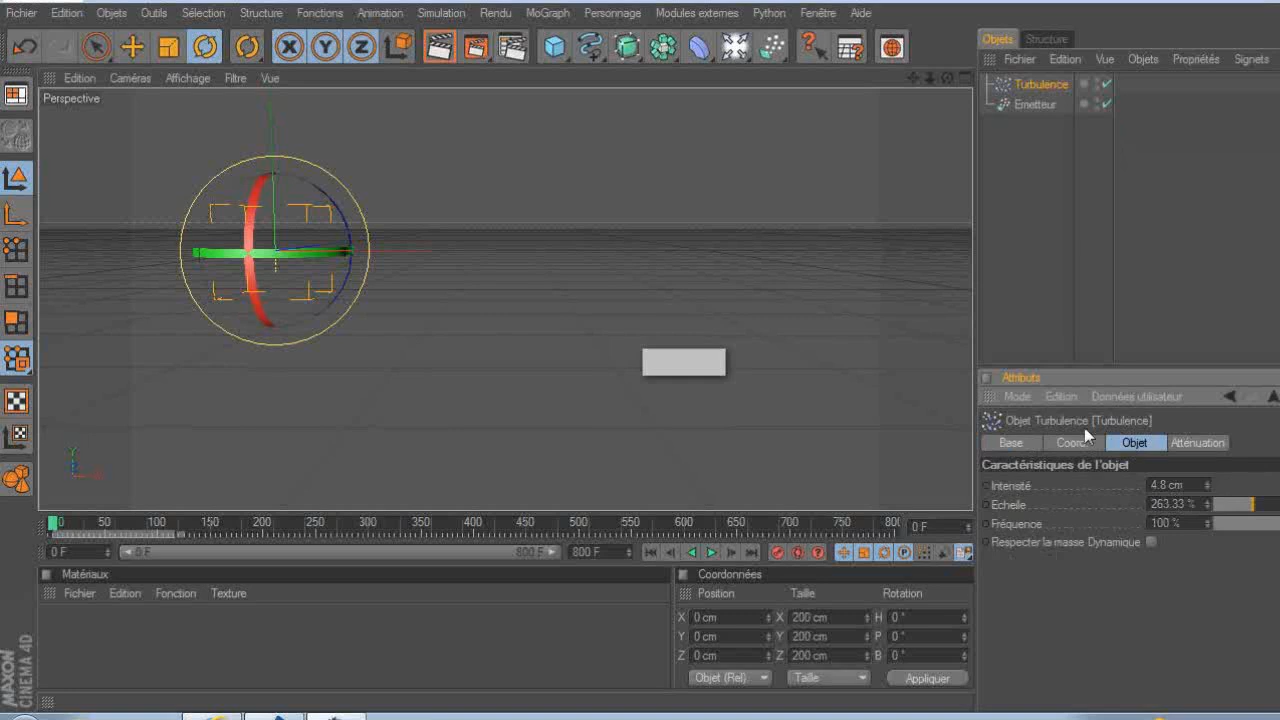 Fichier Edition Objets Outils Sélection Structure Fonctions Animation Simulation Rendu MoGraph Personnage Modules externes Python Fenêtre Aide
X Y Z
Objets Structure
Fichier Edition Vue Objets Propriétés Signets
Edition Caméras Affichage Filtre Vue
Perspective
Turbulence
Emetteur
Attributs
Mode Edition Données utilisateur
Objet Turbulence [Turbulence]
Base Coord. Objet Atténuation
Caractéristiques de l'objet
Intensité 4.8 cm
Echelle 263.33 %
Fréquence 100 %
Respecter la masse Dynamique
Y
0 50 100 150 200 250 300 350 400 450 500 550 600 650 700 750 800 0 F
0 F 0 F 800 F 800 F
Matériaux
Fichier Edition Fonction Texture
Coordonnées
Position Taille Rotation
X 0 cm X 200 cm H 0 °
Y 0 cm Y 200 cm P 0 °
Z 0 cm Z 200 cm B 0 °
Objet (Rel) Taille Appliquer
MAXON
CINEMA 4D